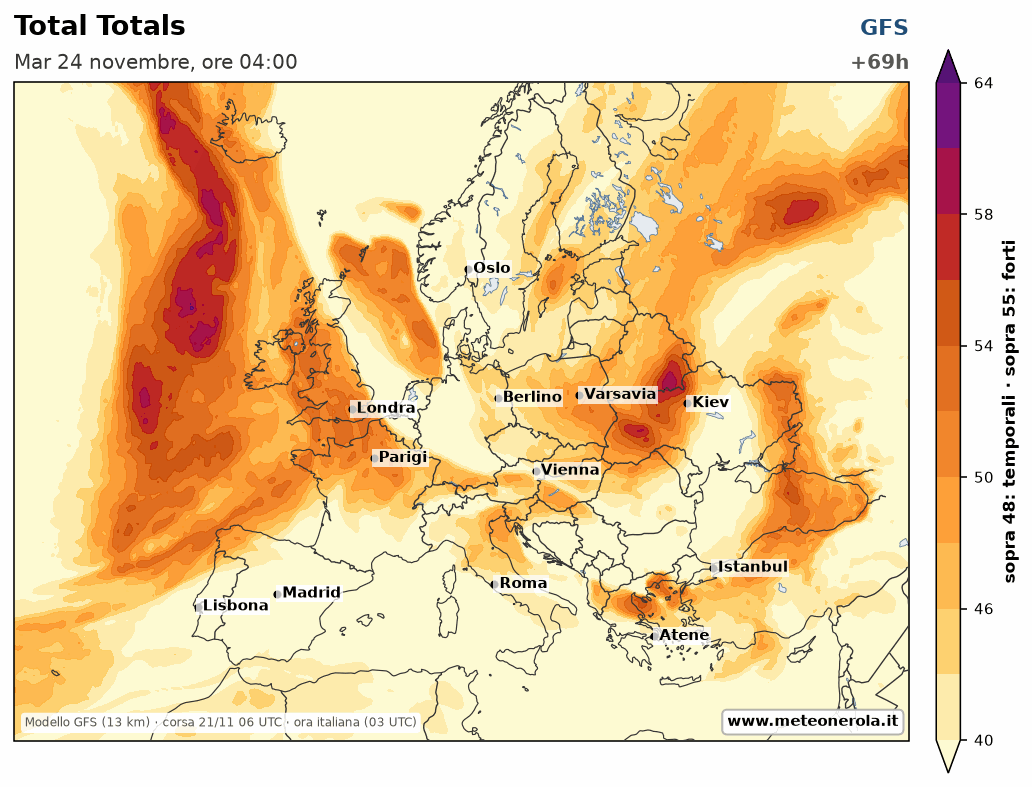 Total Totals
GFS
Mar 24 novembre, ore 04:00
+69h
64
58
54
50
46
40
sopra 48: temporali · sopra 55: forti
Oslo
Berlino
Varsavia
Kiev
Londra
Parigi
Vienna
Istanbul
Roma
Madrid
Lisbona
Atene
Modello GFS (13 km) · corsa 21/11 06 UTC · ora italiana (03 UTC)
www.meteonerola.it